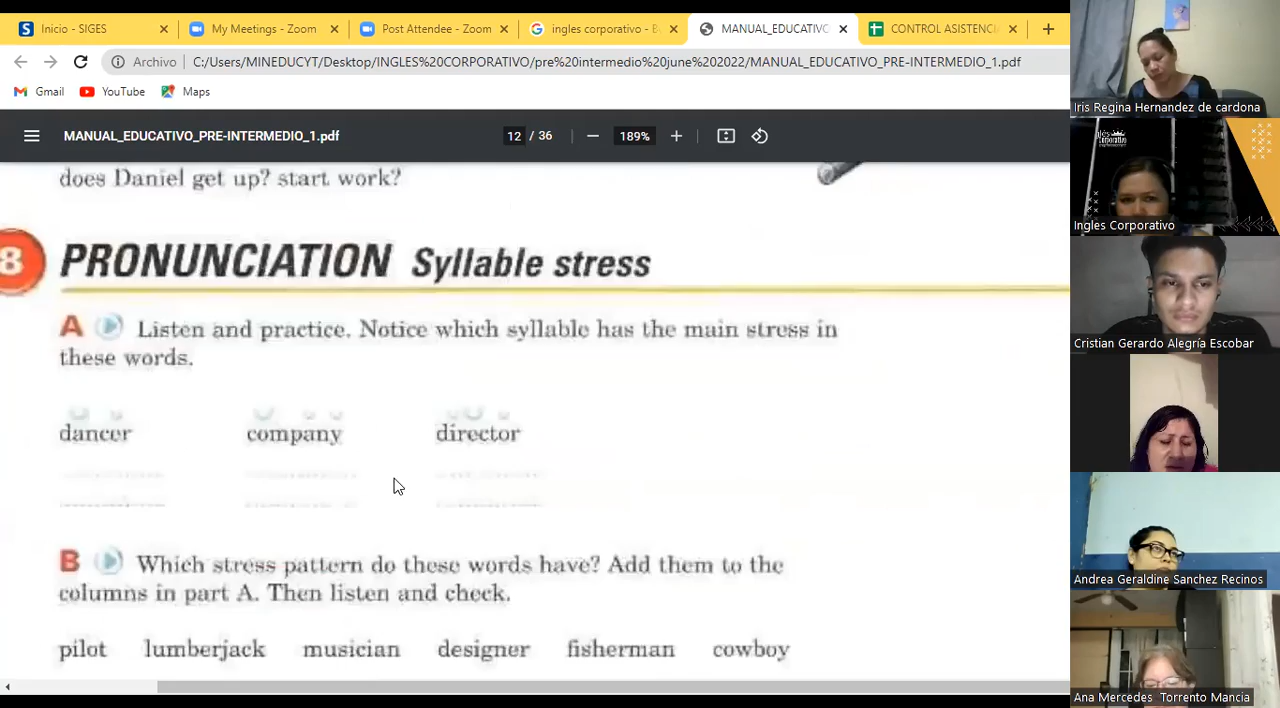 Inicio - SIGES
My Meetings - Zoom
Post Attendee - Zoom
ingles corporativo - B
MANUAL_EDUCATIVO
CONTROL ASISTENCI
Archivo
C:/Users/MINEDUCYT/Desktop/INGLES%20CORPORATIVO/pre%20intermedio%20june%202022/MANUAL_EDUCATIVO_PRE-INTERMEDIO_1.pdf
Gmail
YouTube
Maps
MANUAL_EDUCATIVO_PRE-INTERMEDIO_1.pdf
12 / 36
189%
does Daniel get up? start work?
8 PRONUNCIATION Syllable stress
A Listen and practice. Notice which syllable has the main stress in
these words.
dancer company director
B Which stress pattern do these words have? Add them to the
columns in part A. Then listen and check.
pilot lumberjack musician designer fisherman cowboy
Iris Regina Hernandez de cardona
Ingles Corporativo
Cristian Gerardo Alegría Escobar
Andrea Geraldine Sanchez Recinos
Ana Mercedes Torrento Mancia